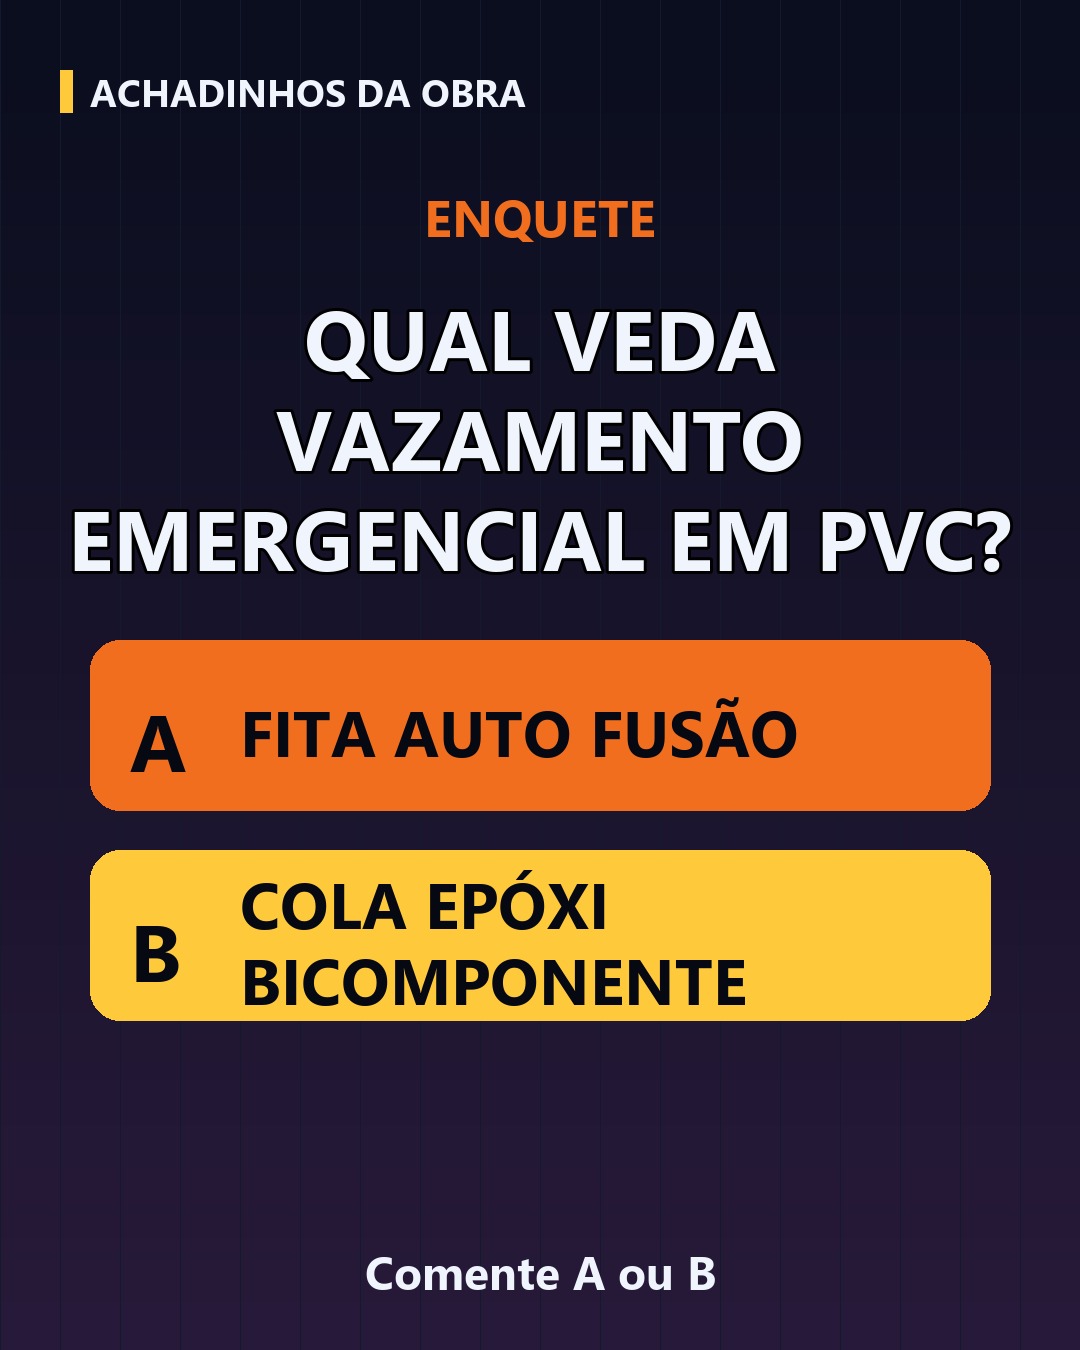 ACHADINHOS DA OBRA
ENQUETE
QUAL VEDA
VAZAMENTO
EMERGENCIAL EM PVC?
A FITA AUTO FUSÃO
B COLA EPÓXI
BICOMPONENTE
Comente A ou B